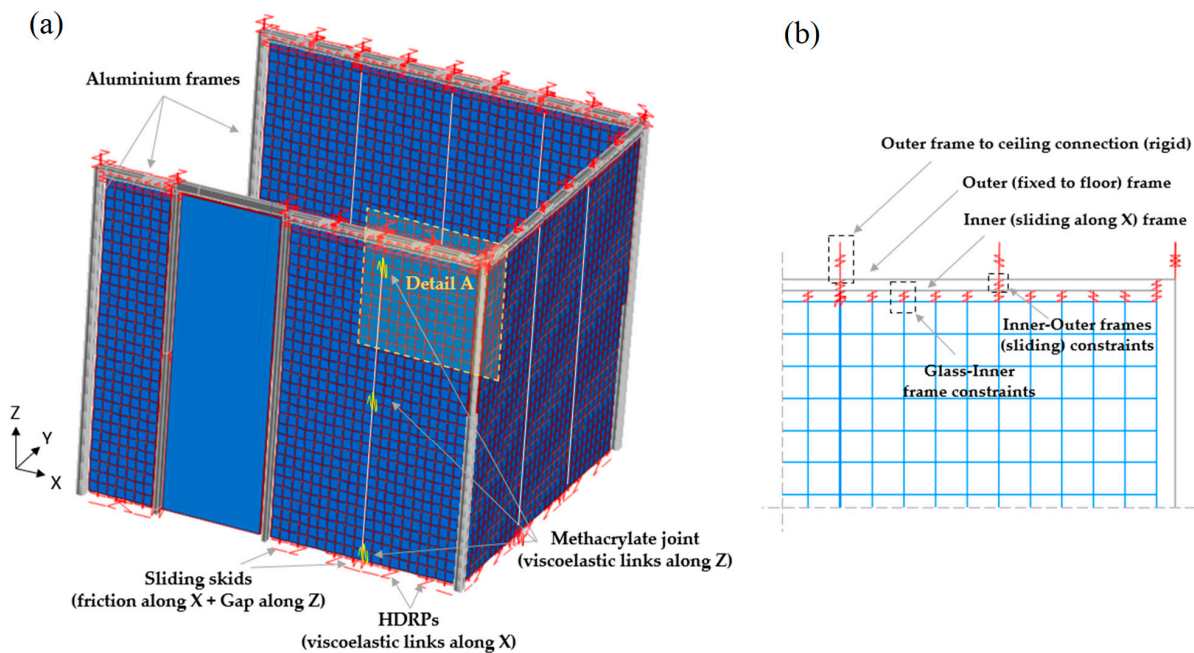 (a)
(b)
Aluminium frames
Outer frame to ceiling connection (rigid)
Outer (fixed to floor) frame
Inner (sliding along X) frame
Detail A
Inner-Outer frames
(sliding) constraints
Glass-Inner
frame constraints
Z
Y
X
Methacrylate joint
(viscoelastic links along Z)
Sliding skids
(friction along X + Gap along Z)
HDRPs
(viscoelastic links along X)